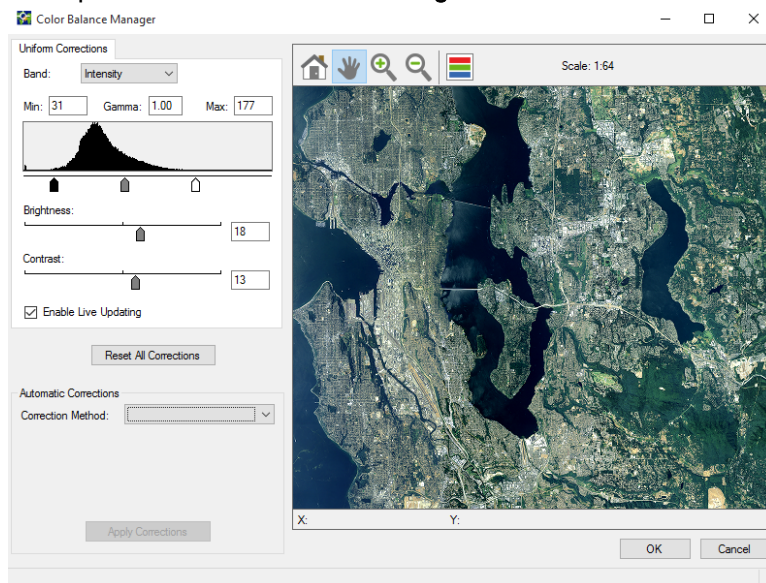 Color Balance Manager
Uniform Corrections
Band: Intensity
Min: 31 Gamma: 1.00 Max: 177
Brightness:
18
Contrast:
13
Enable Live Updating
Reset All Corrections
Automatic Corrections
Correction Method:
Apply Corrections
Scale: 1:64
X: Y:
OK Cancel